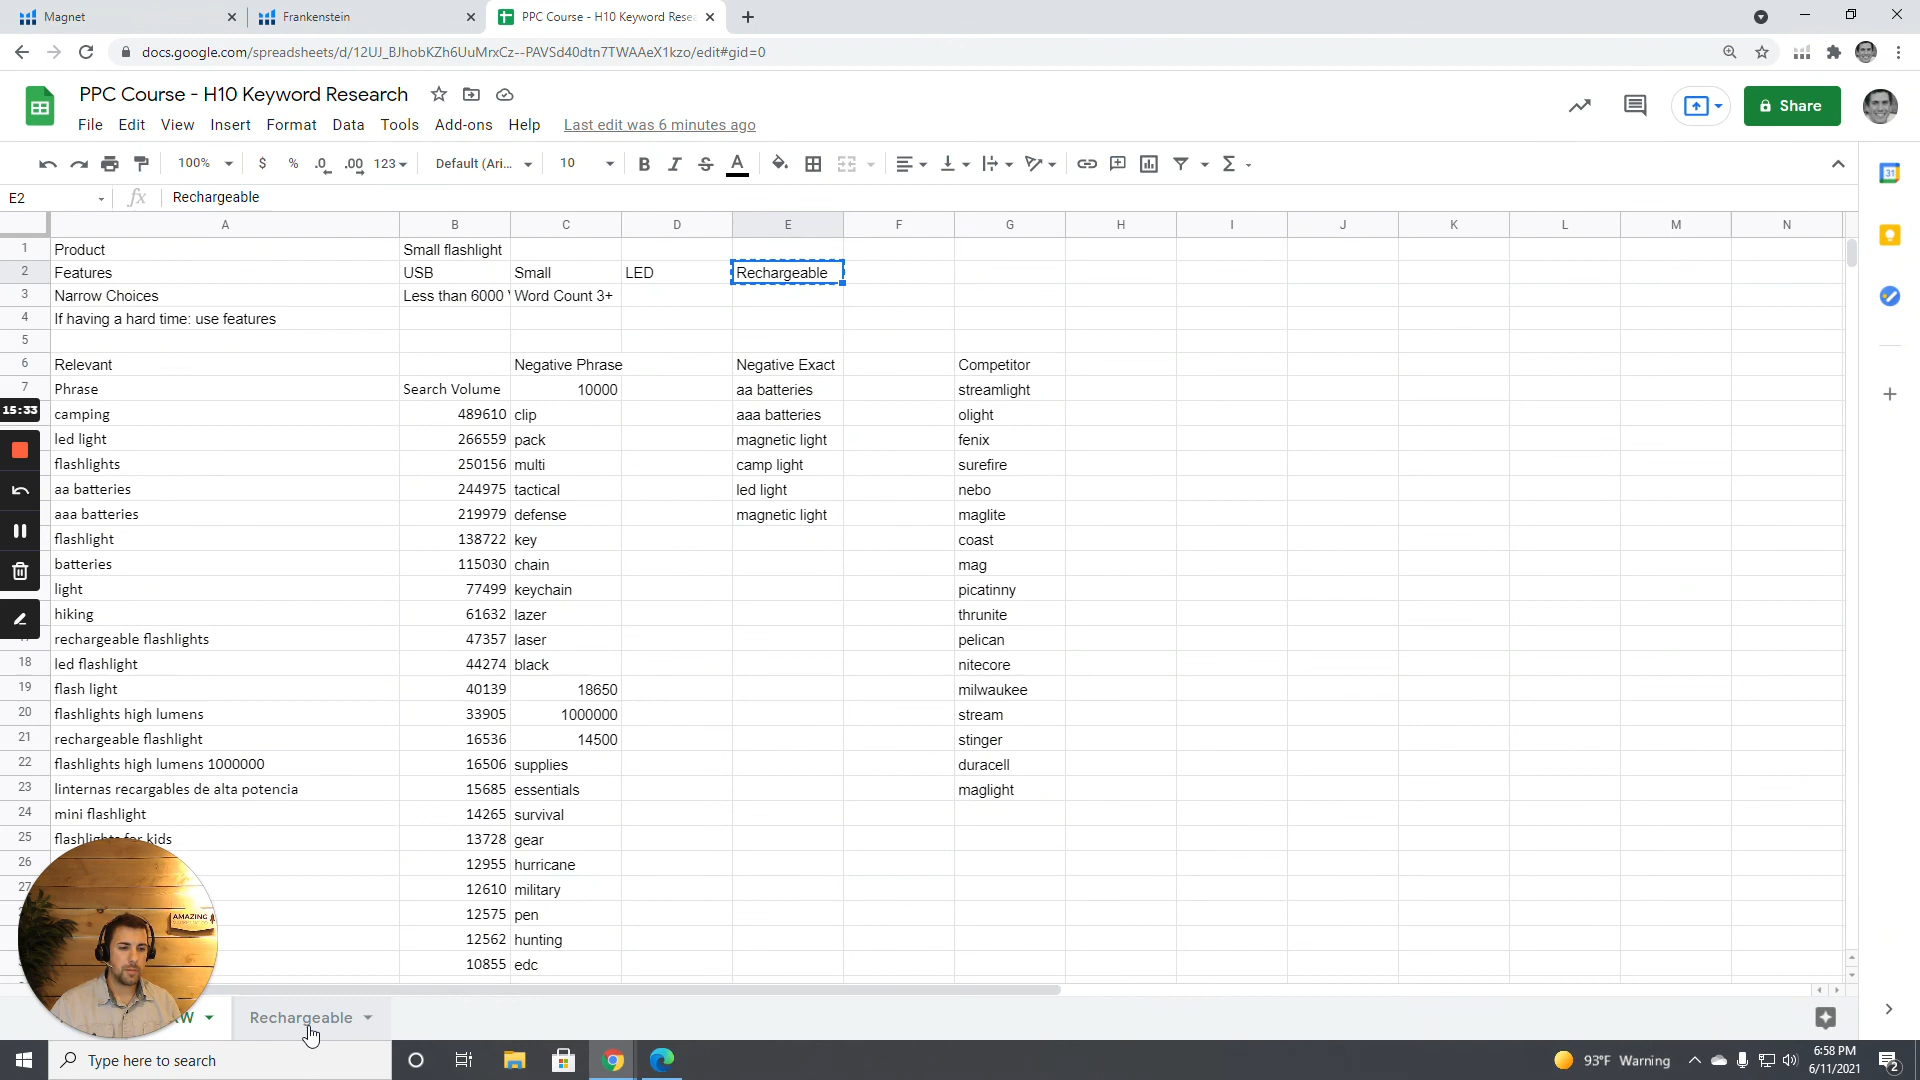 Magnet
Frankenstein
PPC Course - H10 Keyword Resea
docs.google.com/spreadsheets/d/12UJ_BJhobKZh6UuMrxCz--PAVSd40dtn7TWAAeX1kzo/edit#gid=0
PPC Course - H10 Keyword Research
Share
File Edit View Insert Format Data Tools Add-ons Help Last edit was 6 minutes ago
100% $ % .0 .00 123 Default (Ari... 10 B I S A
E2 fx Rechargeable
A B C D E F G H I J K L M N
1 Product Small flashlight
2 Features USB Small LED Rechargeable
3 Narrow Choices Less than 6000 Word Count 3+
4 If having a hard time: use features
5
6 Relevant Negative Phrase Negative Exact Competitor
7 Phrase Search Volume 10000 aa batteries streamlight
15:33
camping 489610 clip aaa batteries olight
led light 266559 pack magnetic light fenix
flashlights 250156 multi camp light surefire
aa batteries 244975 tactical led light nebo
aaa batteries 219979 defense magnetic light maglite
flashlight 138722 key coast
batteries 115030 chain mag
light 77499 keychain picatinny
hiking 61632 lazer thrunite
rechargeable flashlights 47357 laser pelican
18 led flashlight 44274 black nitecore
19 flash light 40139 18650 milwaukee
20 flashlights high lumens 33905 1000000 stream
21 rechargeable flashlight 16536 14500 stinger
22 flashlights high lumens 1000000 16506 supplies duracell
23 linternas recargables de alta potencia 15685 essentials maglight
24 mini flashlight 14265 survival
25 flashlights for kids 13728 gear
26 12955 hurricane
27 12610 military
12575 pen
12562 hunting
10855 edc
AMAZING
KW Rechargeable
Type here to search
93°F Warning
6:58 PM
6/11/2021
2
31